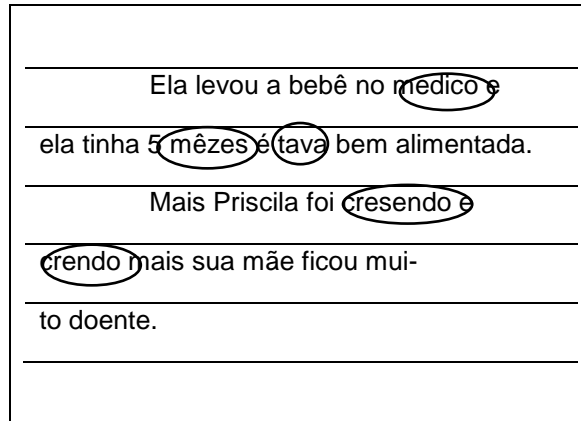 Ela levou a bebê no medico e
ela tinha 5 mêzes é tava bem alimentada.
Mais Priscila foi cresendo e
crendo mais sua mãe ficou mui-
to doente.